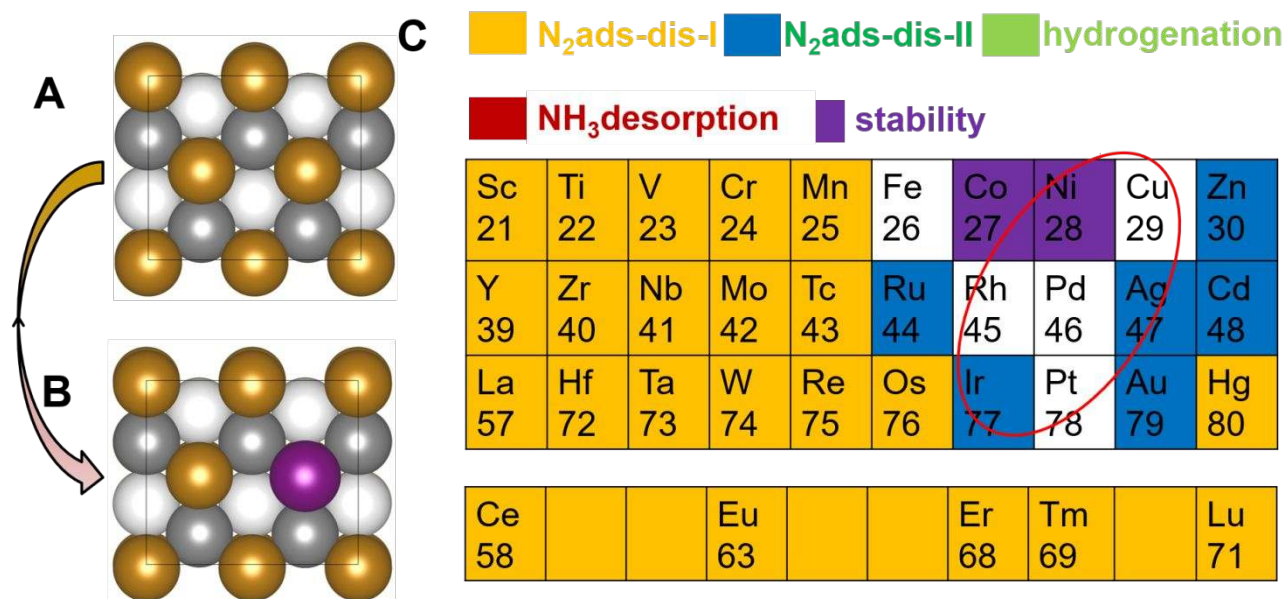 A
B
C
N2ads-dis-I N2ads-dis-II hydrogenation
NH3desorption stability
Sc Ti V Cr Mn Fe Co Ni Cu Zn
21 22 23 24 25 26 27 28 29 30
Y Zr Nb Mo Tc Ru Rh Pd Ag Cd
39 40 41 42 43 44 45 46 47 48
La Hf Ta W Re Os Ir Pt Au Hg
57 72 73 74 75 76 77 78 79 80
Ce Eu Er Tm Lu
58 63 68 69 71